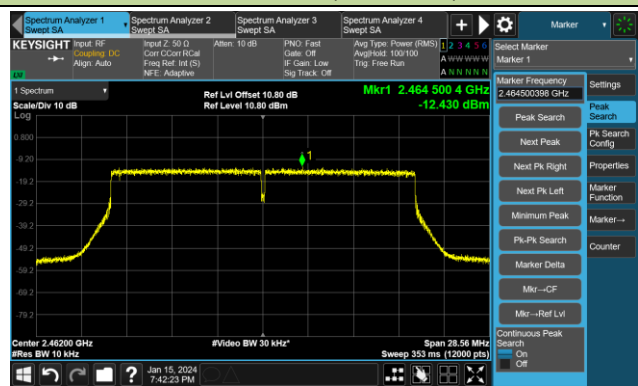 Spectrum Analyzer 1
Swept SA
Spectrum Analyzer 2
Swept SA
Spectrum Analyzer 3
Swept SA
Spectrum Analyzer 4
Swept SA
Marker
KEYSIGHT
Input: RF
Coupling: DC
Align: Auto
Input Z: 50 Ω
Corr CCorr RCal
Freq Ref: Int (S)
NFE: Adaptive
Atten: 10 dB
PNO: Fast
Gate: Off
IF Gain: Low
Sig Track: Off
Avg Type: Power (RMS)
Avg|Hold: 100/100
Trig: Free Run
1 2 3 4 5 6
A W W W W W
A N N N N N
LR
Select Marker
Marker 1
1 Spectrum
Scale/Div 10 dB
Ref Lvl Offset 10.80 dB
Ref Level 10.80 dBm
Mkr1 2.464 500 4 GHz
-12.430 dBm
Log
0.800
-9.20
-19.2
-29.2
-39.2
-49.2
-59.2
-69.2
-79.2
1
Center 2.46200 GHz
#Res BW 10 kHz
#Video BW 30 kHz*
Span 28.56 MHz
Sweep 353 ms (12000 pts)
Marker Frequency
2.464500398 GHz
Peak Search
Next Peak
Next Pk Right
Next Pk Left
Minimum Peak
Pk-Pk Search
Marker Delta
Mkr→CF
Mkr→Ref Lvl
Continuous Peak
Search
On
Off
Settings
Peak
Search
Pk Search
Config
Properties
Marker
Function
Marker→
Counter
Jan 15, 2024
7:42:23 PM